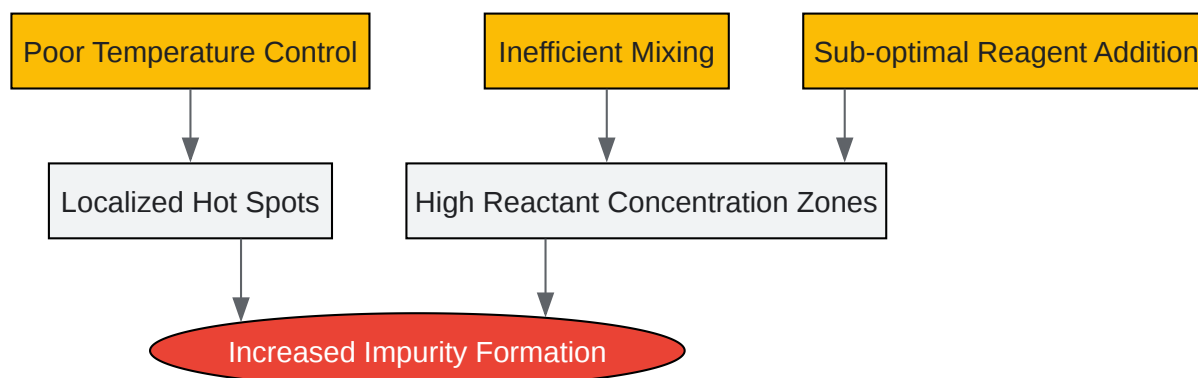 Poor Temperature Control
Inefficient Mixing
Sub-optimal Reagent Addition
Localized Hot Spots
High Reactant Concentration Zones
Increased Impurity Formation